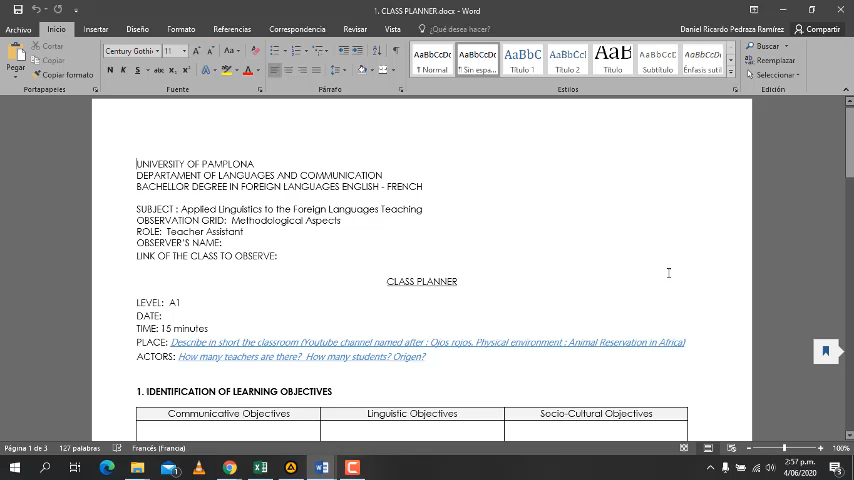 1. CLASS PLANNER.docx - Word
Archivo Inicio Insertar Diseño Formato Referencias Correspondencia Revisar Vista ¿Qué desea hacer? Daniel Ricardo Pedraza Ramírez Compartir
Pegar
Cortar
Copiar
Copiar formato
Century Gothic 11 Aa
N K S abc x₂ x² A A
AaBbCcDc AaBbCcDc AaBbC AaBbCcl AaB AaBbCcD AaBbCcDc
¶ Normal ¶ Sin espa... Título 1 Título 2 Título Subtítulo Énfasis sutil
Buscar
Reemplazar
Seleccionar
Portapapeles Fuente Párrafo Estilos Edición
UNIVERSITY OF PAMPLONA
DEPARTAMENT OF LANGUAGES AND COMMUNICATION
BACHELLOR DEGREE IN FOREIGN LANGUAGES ENGLISH - FRENCH
SUBJECT : Applied Linguistics to the Foreign Languages Teaching
OBSERVATION GRID: Methodological Aspects
ROLE: Teacher Assistant
OBSERVER'S NAME:
LINK OF THE CLASS TO OBSERVE:
CLASS PLANNER
LEVEL: A1
DATE:
TIME: 15 minutes
PLACE: Describe in short the classroom (Youtube channel named after : Ojos rojos. Physical environment : Animal Reservation in Africa)
ACTORS: How many teachers are there? How many students? Origen?
1. IDENTIFICATION OF LEARNING OBJECTIVES
Communicative Objectives Linguistic Objectives Socio-Cultural Objectives
Página 1 de 3 127 palabras Francés (Francia) 100%
2:57 p.m.
4/06/2020